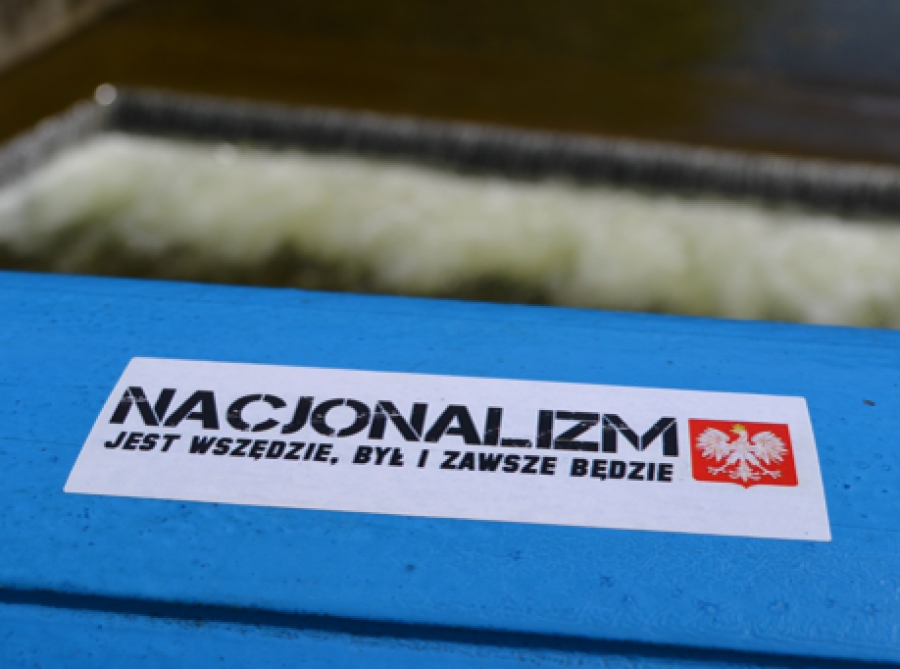 NACJONALIZM
JEST WSZĘDZIE, BYŁ I ZAWSZE BĘDZIE